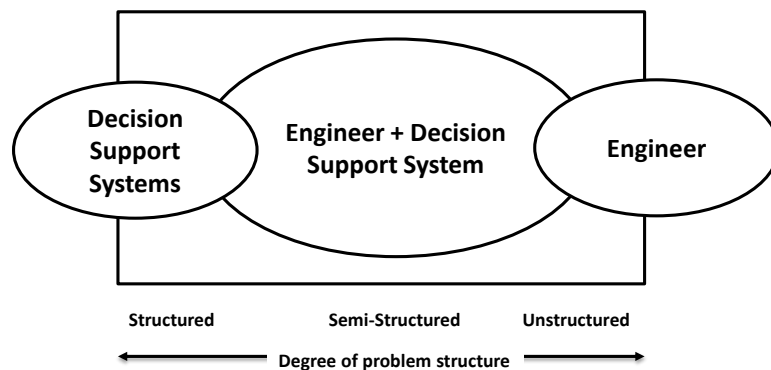 Decision
Support
Systems
Engineer + Decision
Support System
Engineer
Structured
Semi-Structured
Unstructured
Degree of problem structure